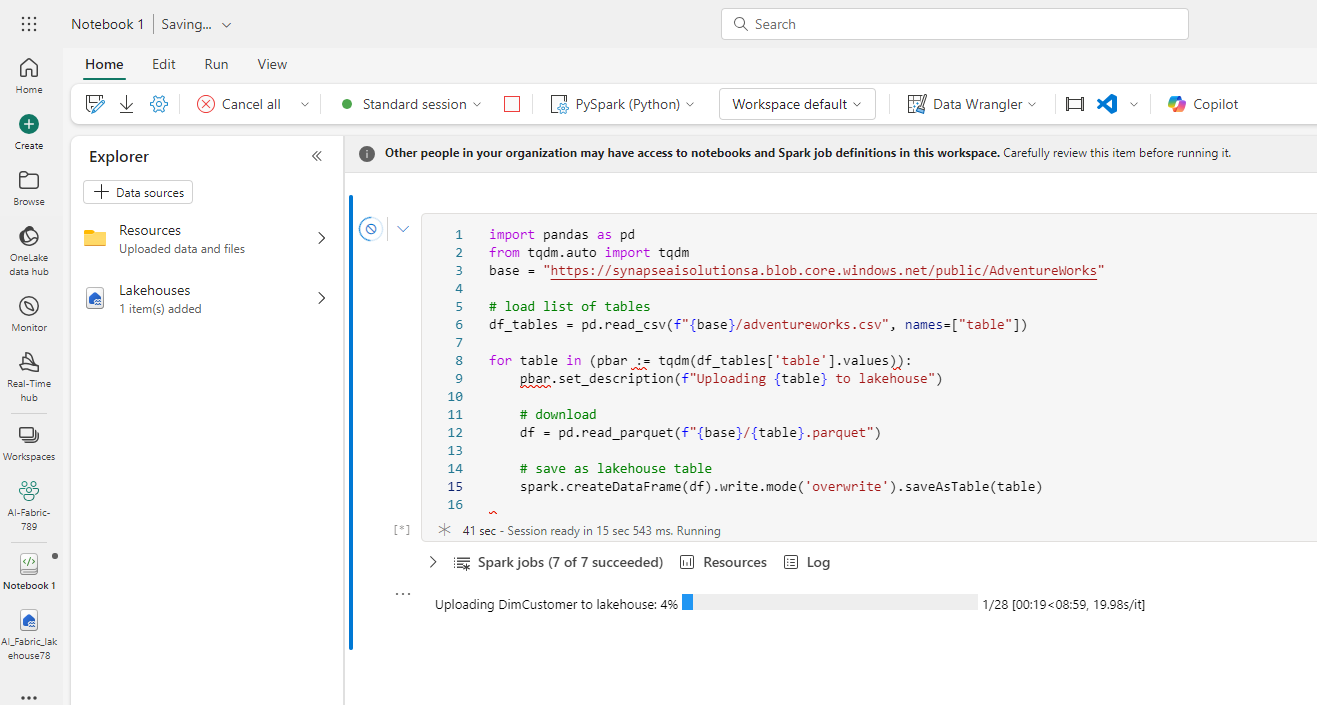 Notebook 1 Saving...
Search
Home
Create
Browse
OneLake
data hub
Monitor
Real-Time
hub
Workspaces
AI-Fabric-
789
Notebook 1
AI_Fabric_lak
ehouse78
Home Edit Run View
Cancel all Standard session PySpark (Python) Workspace default Data Wrangler Copilot
Explorer
Data sources
Resources
Uploaded data and files
Lakehouses
1 item(s) added
Other people in your organization may have access to notebooks and Spark job definitions in this workspace. Carefully review this item before running it.
1 import pandas as pd
2 from tqdm.auto import tqdm
3 base = "https://synapseaisolutionsa.blob.core.windows.net/public/AdventureWorks"
4
5 # load list of tables
6 df_tables = pd.read_csv(f"{base}/adventureworks.csv", names=["table"])
7
8 for table in (pbar := tqdm(df_tables['table'].values)):
9 pbar.set_description(f"Uploading {table} to lakehouse")
10
11 # download
12 df = pd.read_parquet(f"{base}/{table}.parquet")
13
14 # save as lakehouse table
15 spark.createDataFrame(df).write.mode('overwrite').saveAsTable(table)
16
[*] 41 sec - Session ready in 15 sec 543 ms. Running
Spark jobs (7 of 7 succeeded) Resources Log
Uploading DimCustomer to lakehouse: 4% 1/28 [00:19<08:59, 19.98s/it]